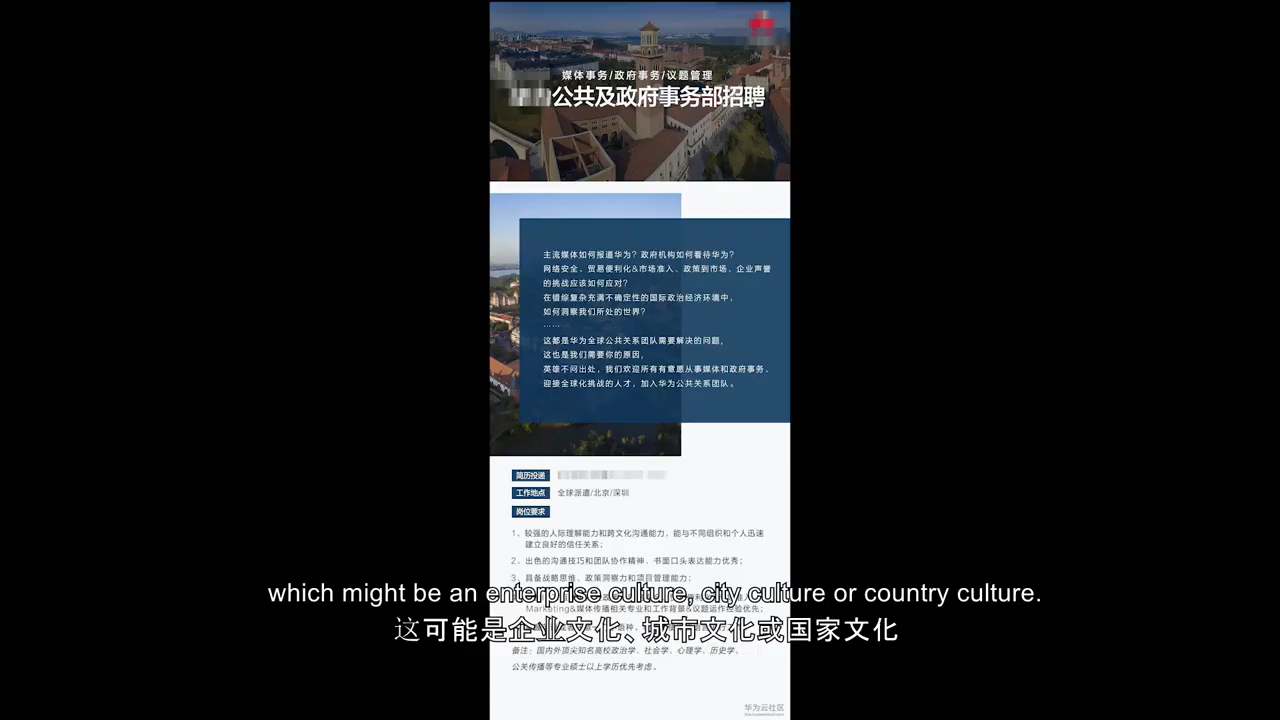 媒体事务/政府事务/议题管理
公共及政府事务部招聘
主流媒体如何报道华为？政府机构如何看待华为？
网络安全、贸易便利化&市场准入、政策到市场、企业声誉
的挑战应该如何应对？
在错综复杂充满不确定性的国际政治经济环境中，
如何洞察我们所处的世界？
……
这都是华为全球公共关系团队需要解决的问题，
这也是我们需要你的原因，
英雄不问出处，我们欢迎所有有意愿从事媒体和政府事务、
迎接全球化挑战的人才，加入华为公共关系团队。
简历投递
工作地点 全球派遣/北京/深圳
岗位要求
1、较强的人际理解能力和跨文化沟通能力，能与不同组织和个人迅速
建立良好的信任关系；
2、出色的沟通技巧和团队协作精神，书面口头表达能力优秀；
3、具备战略思维、政策洞察力和项目管理能力；
which might be an enterprise culture, city culture or country culture.
Marketing&媒体传播相关专业和工作背景&议题运作经验优先；
这可能是企业文化、城市文化或国家文化
备注：国内外顶尖知名高校政治学、社会学、心理学、历史学、
公关传播等专业硕士以上学历优先考虑。
华为云社区